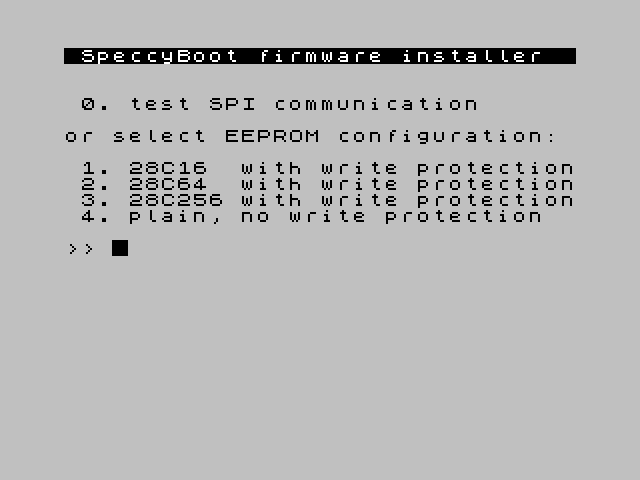 SpeccyBoot firmware installer
0. test SPI communication
or select EEPROM configuration:
1. 28C16 with write protection
2. 28C64 with write protection
3. 28C256 with write protection
4. plain, no write protection
>>